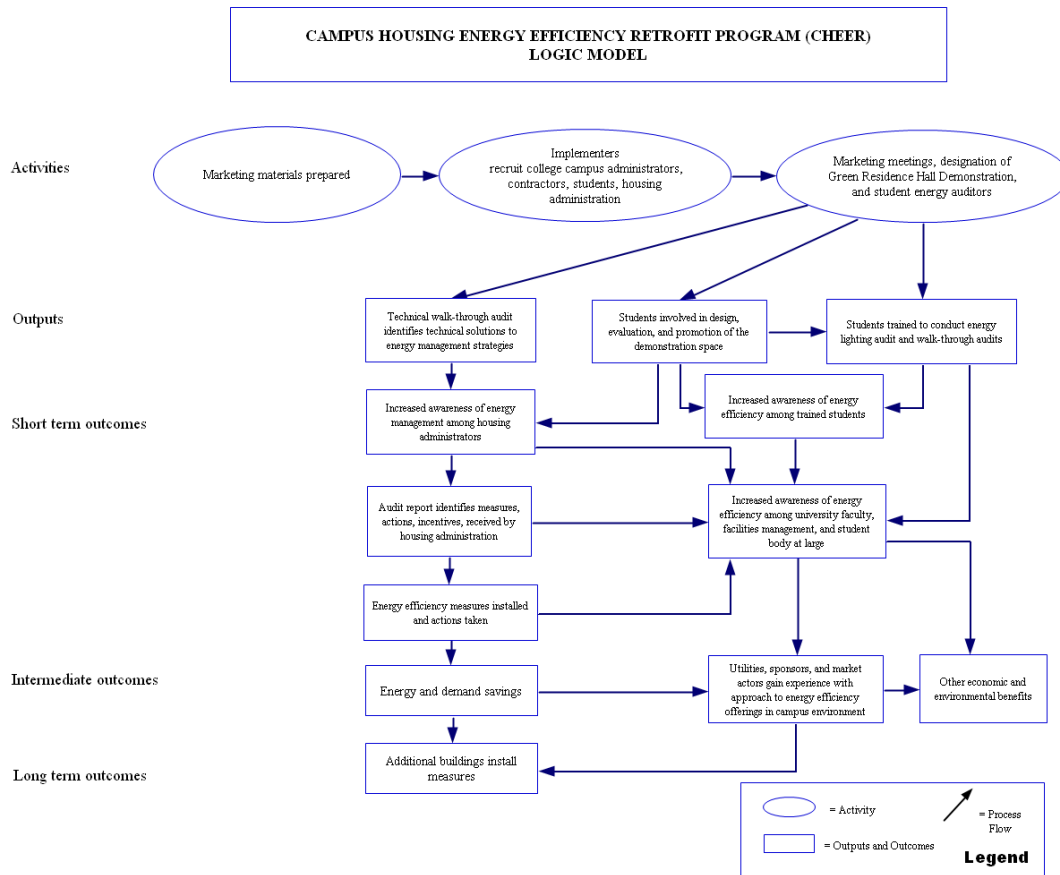 CAMPUS HOUSING ENERGY EFFICIENCY RETROFIT PROGRAM (CHEER)
LOGIC MODEL
Activities
Marketing materials prepared
Implementers
recruit college campus administrators,
contractors, students, housing
administration
Marketing meetings, designation of
Green Residence Hall Demonstration,
and student energy auditors
Outputs
Technical walk-through audit
identifies technical solutions to
energy management strategies
Students involved in design,
evaluation, and promotion of the
demonstration space
Students trained to conduct energy
lighting audit and walk-through audits
Short term outcomes
Increased awareness of energy
management among housing
administrators
Increased awareness of energy
efficiency among trained students
Audit report identifies measures,
actions, incentives, received by
housing administration
Increased awareness of energy
efficiency among university faculty,
facilities management, and student
body at large
Energy efficiency measures installed
and actions taken
Intermediate outcomes
Energy and demand savings
Utilities, sponsors, and market
actors gain experience with
approach to energy efficiency
offerings in campus environment
Other economic and
environmental benefits
Long term outcomes
Additional buildings install
measures
= Activity
= Process
Flow
= Outputs and Outcomes
Legend